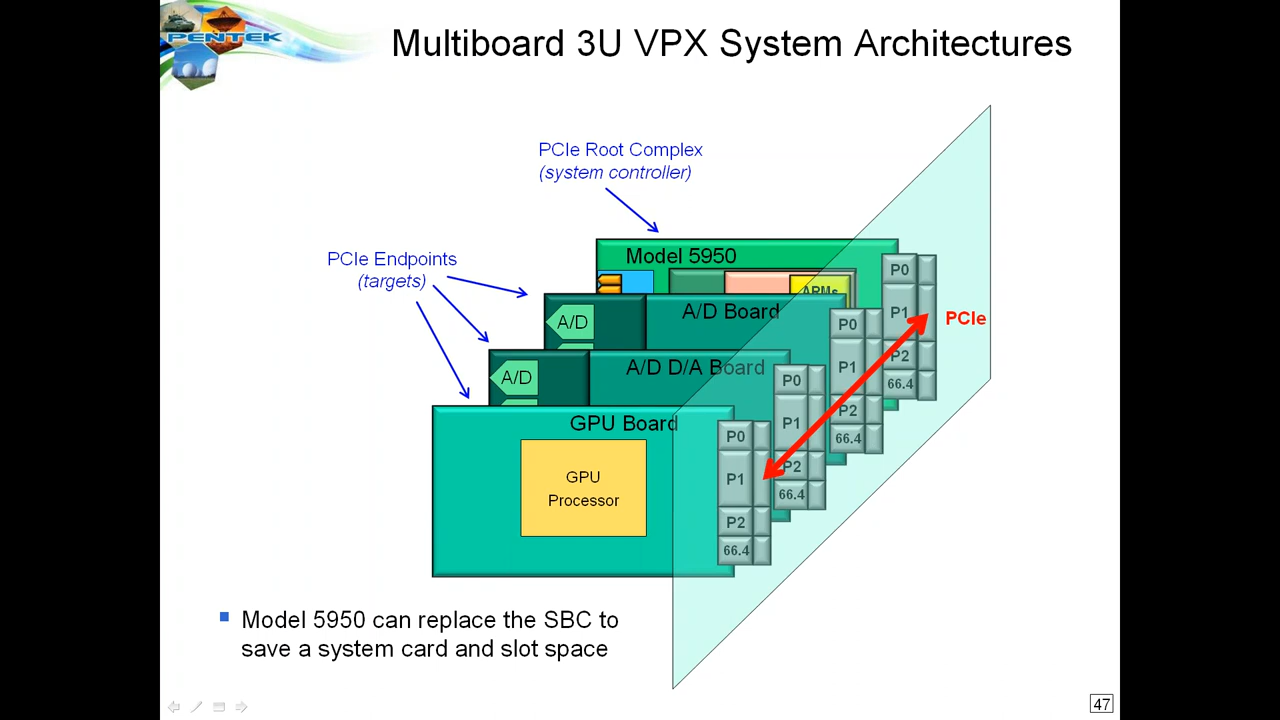 PENTEK
Multiboard 3U VPX System Architectures
PCIe Root Complex
(system controller)
PCIe Endpoints
(targets)
Model 5950
ARMs
P0
P1
P2
66.4
PCIe
A/D
A/D Board
P0
P1
P2
66.4
A/D
A/D D/A Board
P0
P1
P2
66.4
GPU Board
GPU
Processor
P0
P1
P2
66.4
Model 5950 can replace the SBC to
save a system card and slot space
47